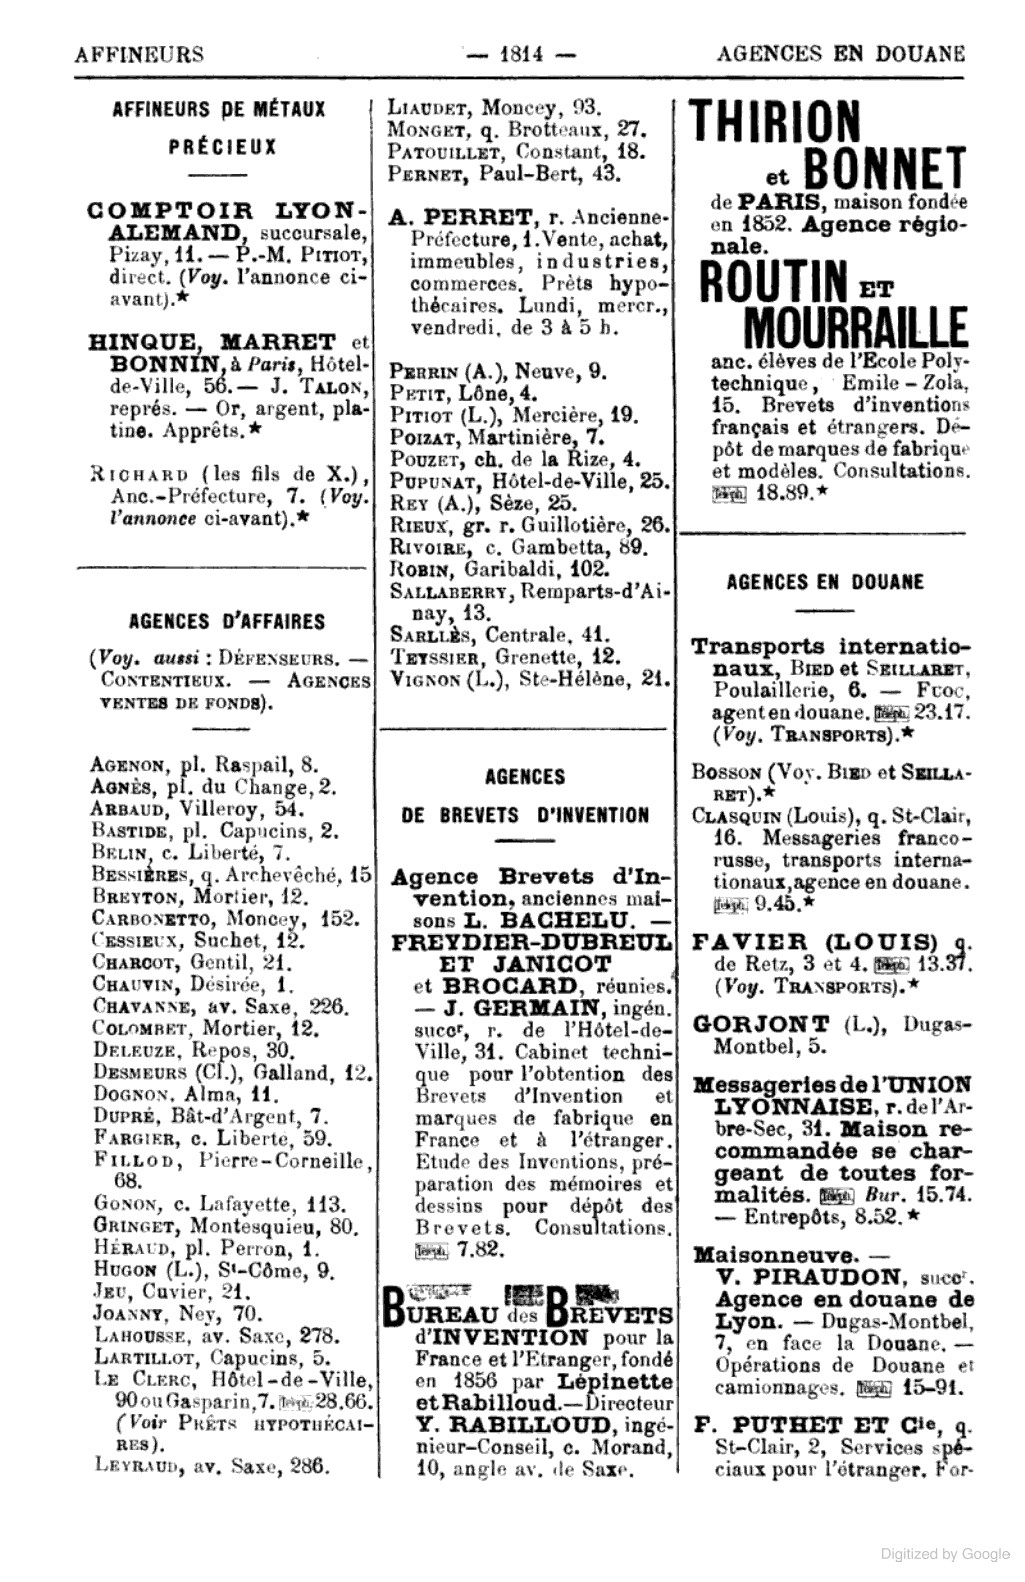 AFFINEURS — 1814 — AGENCES EN DOUANE
AFFINEURS DE MÉTAUX
PRÉCIEUX
COMPTOIR LYON-
ALEMAND, succursale,
Pizay, 11. — P.-M. PITIOT,
direct. (Voy. l'annonce ci-
avant).★
HINQUE, MARRET et
BONNIN, à Paris, Hôtel-
de-Ville, 56. — J. TALON,
représ. — Or, argent, pla-
tine. Apprêts.★
RICHARD (les fils de X.),
Anc.-Préfecture, 7. (Voy.
l'annonce ci-avant).★
AGENCES D'AFFAIRES
(Voy. aussi : DÉFENSEURS. —
CONTENTIEUX. — AGENCES
VENTES DE FONDS).
AGENON, pl. Raspail, 8.
AGNÈS, pl. du Change, 2.
ARBAUD, Villeroy, 54.
BASTIDE, pl. Capucins, 2.
BELIN, c. Liberté, 7.
BESSIÈRES, q. Archevêché, 15
BREYTON, Mortier, 12.
CARBONETTO, Moncey, 152.
CESSIEUX, Suchet, 12.
CHARCOT, Gentil, 21.
CHAUVIN, Désirée, 1.
CHAVANNE, av. Saxe, 226.
COLOMBET, Mortier, 12.
DELEUZE, Repos, 30.
DESMEURS (Cl.), Galland, 12.
DOGNON, Alma, 11.
DUPRÉ, Bât-d'Argent, 7.
FARGIER, c. Liberté, 59.
FILLOD, Pierre-Corneille,
68.
GONON, c. Lafayette, 113.
GRINGET, Montesquieu, 80.
HÉRAUD, pl. Perron, 1.
HUGON (L.), St-Côme, 9.
JEU, Cuvier, 21.
JOANNY, Ney, 70.
LAHOUSSE, av. Saxe, 278.
LARTILLOT, Capucins, 5.
LE CLERC, Hôtel-de-Ville,
90 ou Gasparin, 7. Téléph. 28.66.
(Voir PRÊTS HYPOTHÉCAI-
RES).
LEYRAUD, av. Saxe, 286.
LIAUDET, Moncey, 93.
MONGET, q. Brotteaux, 27.
PATOUILLET, Constant, 18.
PERNET, Paul-Bert, 43.
A. PERRET, r. Ancienne-
Préfecture, 1. Vente, achat,
immeubles, industries,
commerces. Prêts hypo-
thécaires. Lundi, mercr.,
vendredi, de 3 à 5 h.
PERRIN (A.), Neuve, 9.
PETIT, Lône, 4.
PITIOT (L.), Mercière, 19.
POIZAT, Martinière, 7.
POUZET, ch. de la Rize, 4.
PUPUNAT, Hôtel-de-Ville, 25.
REY (A.), Sèze, 25.
RIEUX, gr. r. Guillotière, 26.
RIVOIRE, c. Gambetta, 89.
ROBIN, Garibaldi, 102.
SALLABERRY, Remparts-d'Ai-
nay, 13.
SARLLÈS, Centrale, 41.
TEYSSIER, Grenette, 12.
VIGNON (L.), Ste-Hélène, 21.
AGENCES
DE BREVETS D'INVENTION
Agence Brevets d'In-
vention, anciennes mai-
sons L. BACHELU. —
FREYDIER-DUBREUL
ET JANICOT
et BROCARD, réunies.
— J. GERMAIN, ingén.
succr, r. de l'Hôtel-de-
Ville, 31. Cabinet techni-
que pour l'obtention des
Brevets d'Invention et
marques de fabrique en
France et à l'étranger.
Etude des Inventions, pré-
paration des mémoires et
dessins pour dépôt des
Brevets. Consultations.
Téléph. 7.82.
BUREAU des BREVETS
d'INVENTION pour la
France et l'Etranger, fondé
en 1856 par Lépinette
et Rabilloud. — Directeur
Y. RABILLOUD, ingé-
nieur-Conseil, c. Morand,
10, angle av. de Saxe.
THIRION
et BONNET
de PARIS, maison fondée
en 1852. Agence régio-
nale.
ROUTIN ET
MOURRAILLE
anc. élèves de l'Ecole Poly-
technique, Emile-Zola,
15. Brevets d'inventions
français et étrangers. Dé-
pôt de marques de fabrique
et modèles. Consultations.
Téléph. 18.89.★
AGENCES EN DOUANE
Transports internatio-
naux, BIED et SEILLARET,
Poulaillerie, 6. — FUOC,
agent en douane. Téléph. 23.17.
(Voy. TRANSPORTS).★
BOSSON (Voy. BIED et SEILLA-
RET).★
CLASQUIN (Louis), q. St-Clair,
16. Messageries franco-
russe, transports interna-
tionaux, agence en douane.
Téléph. 9.45.★
FAVIER (LOUIS) q.
de Retz, 3 et 4. Téléph. 13.37.
(Voy. TRANSPORTS).★
GORJONT (L.), Dugas-
Montbel, 5.
Messageries de l'UNION
LYONNAISE, r. de l'Ar-
bre-Sec, 31. Maison re-
commandée se char-
geant de toutes for-
malités. Téléph. Bur. 15.74.
— Entrepôts, 8.52.★
Maisonneuve. —
V. PIRAUDON, succr.
Agence en douane de
Lyon. — Dugas-Montbel,
7, en face la Douane. —
Opérations de Douane et
camionnages. Téléph. 15-91.
F. PUTHET ET Cie, q.
St-Clair, 2, Services spé-
ciaux pour l'étranger. For-
Digitized by Google